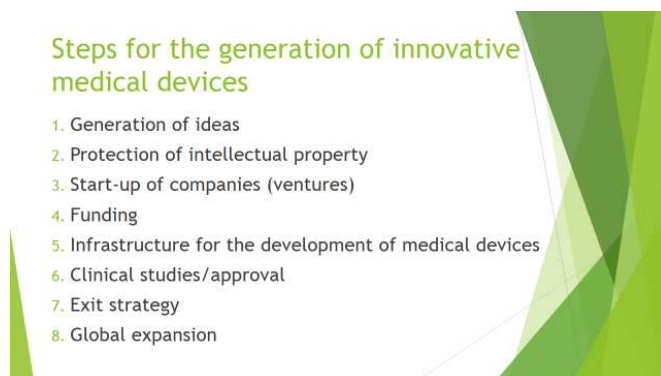 Steps for the generation of innovative
medical devices
1. Generation of ideas
2. Protection of intellectual property
3. Start-up of companies (ventures)
4. Funding
5. Infrastructure for the development of medical devices
6. Clinical studies/approval
7. Exit strategy
8. Global expansion